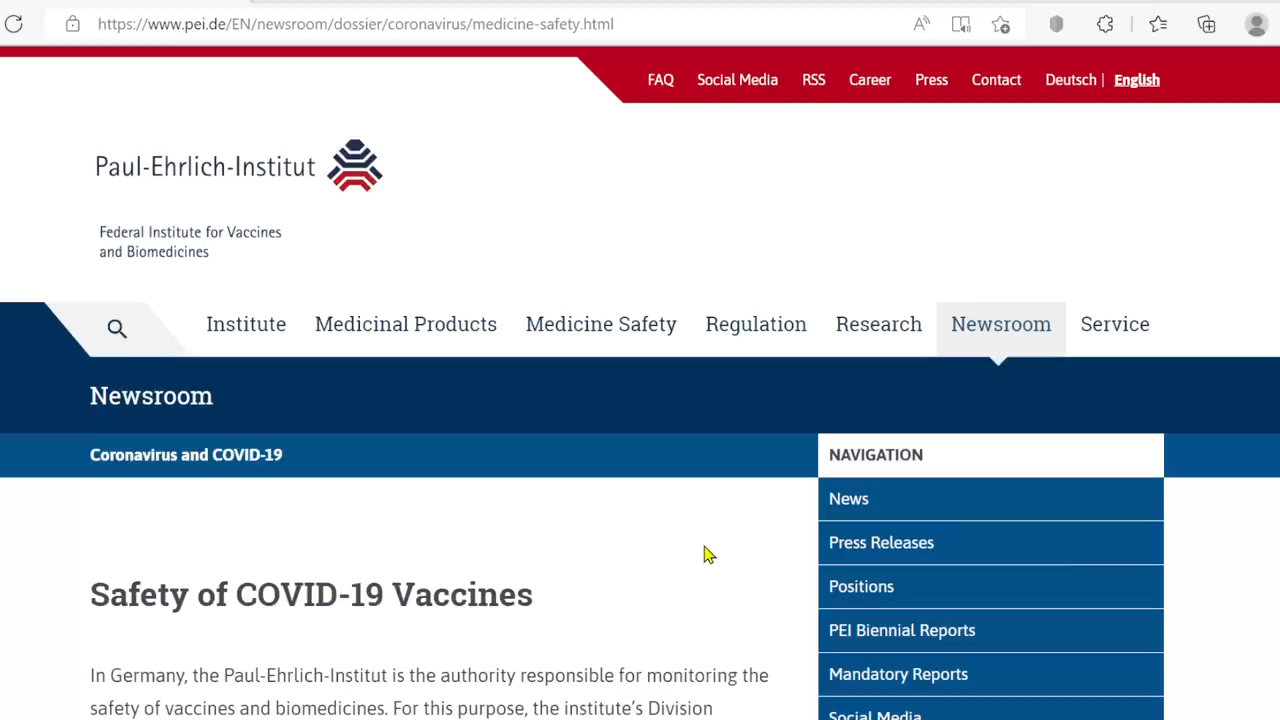 https://www.pei.de/EN/newsroom/dossier/coronavirus/medicine-safety.html
FAQ Social Media RSS Career Press Contact Deutsch | English
Paul-Ehrlich-Institut
Federal Institute for Vaccines
and Biomedicines
Institute Medicinal Products Medicine Safety Regulation Research Newsroom Service
Newsroom
Coronavirus and COVID-19
NAVIGATION
News
Press Releases
Positions
PEI Biennial Reports
Mandatory Reports
Social Media
Safety of COVID-19 Vaccines
In Germany, the Paul-Ehrlich-Institut is the authority responsible for monitoring the
safety of vaccines and biomedicines. For this purpose, the institute's Division